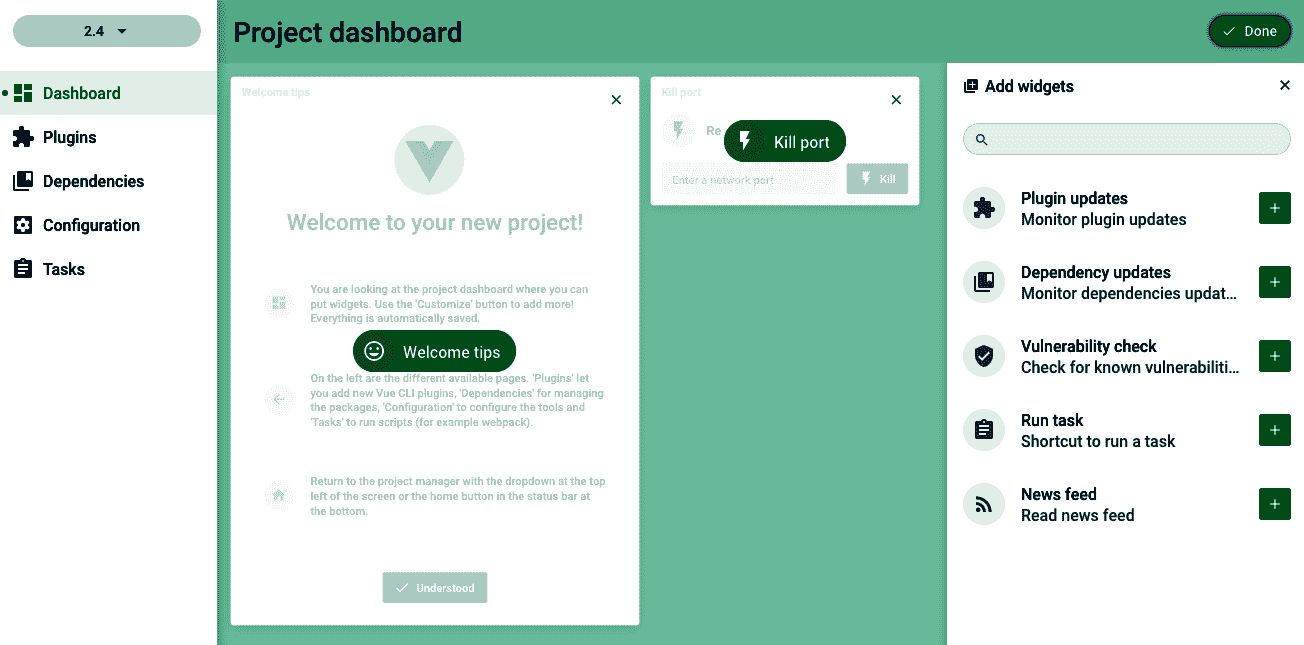 2.4
Project dashboard
Done
Dashboard
Plugins
Dependencies
Configuration
Tasks
Welcome tips
Welcome to your new project!
You are looking at the project dashboard where you can
put widgets. Use the 'Customize' button to add more!
Everything is automatically saved.
Welcome tips
On the left are the different available pages. 'Plugins' let
you add new Vue CLI plugins, 'Dependencies' for managing
the packages, 'Configuration' to configure the tools and
'Tasks' to run scripts (for example webpack).
Return to the project manager with the dropdown at the top
left of the screen or the home button in the status bar at
the bottom.
Understood
Kill port
Re
Kill port
Enter a network port
Kill
Add widgets
Plugin updates
Monitor plugin updates
Dependency updates
Monitor dependencies updat...
Vulnerability check
Check for known vulnerabiliti...
Run task
Shortcut to run a task
News feed
Read news feed